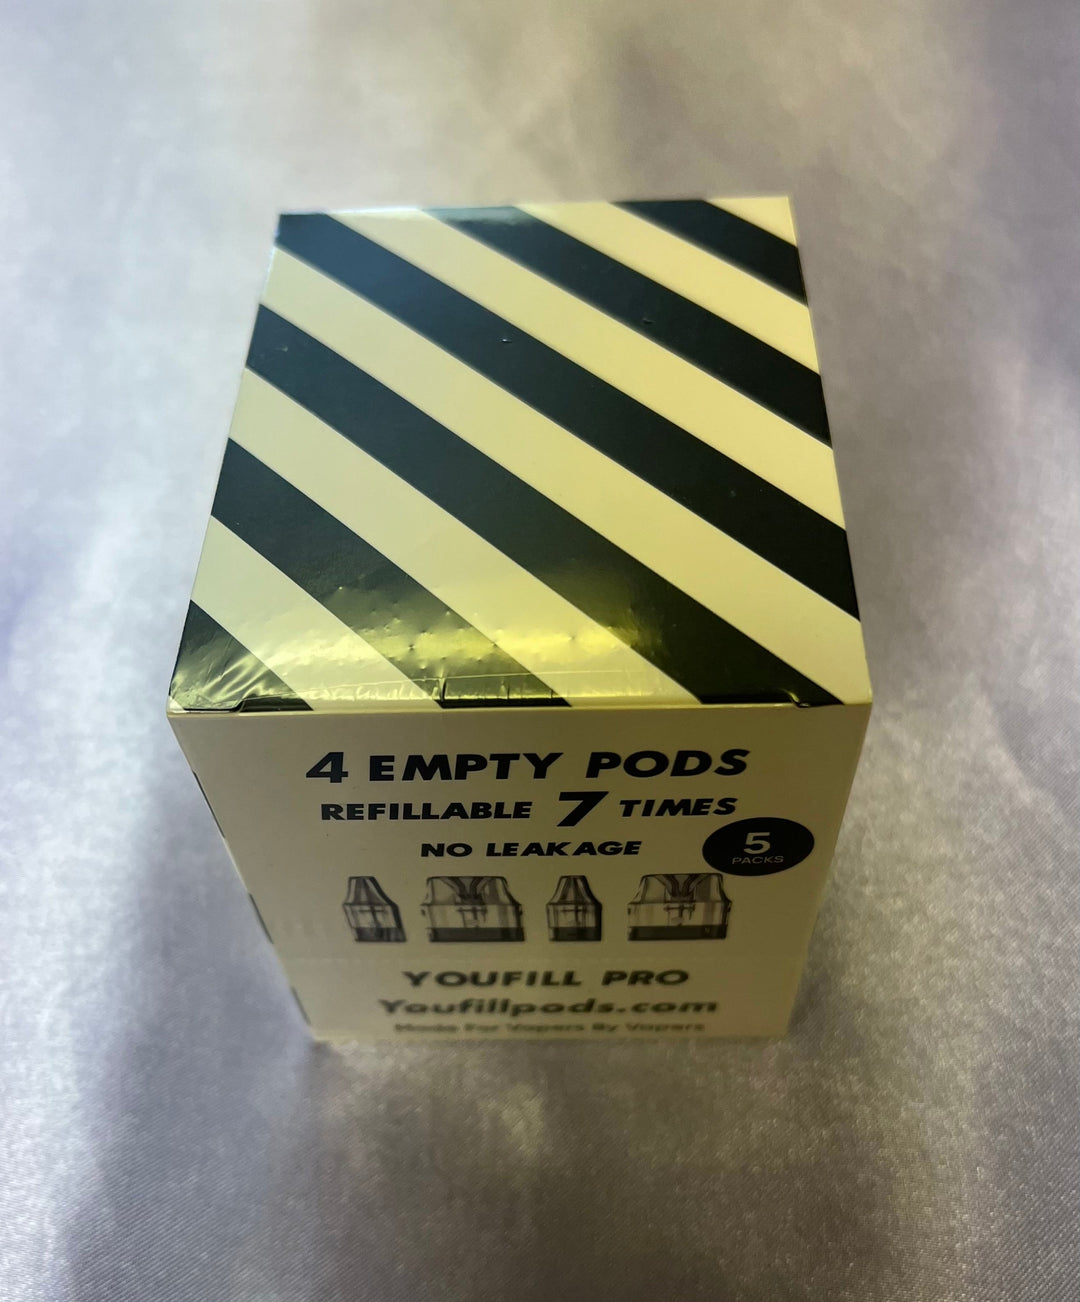 4 EMPTY PODS
REFILLABLE 7 TIMES
NO LEAKAGE
5
PACKS
YOUFILL PRO
Youfillpods.com
Made For Vapers By Vapers